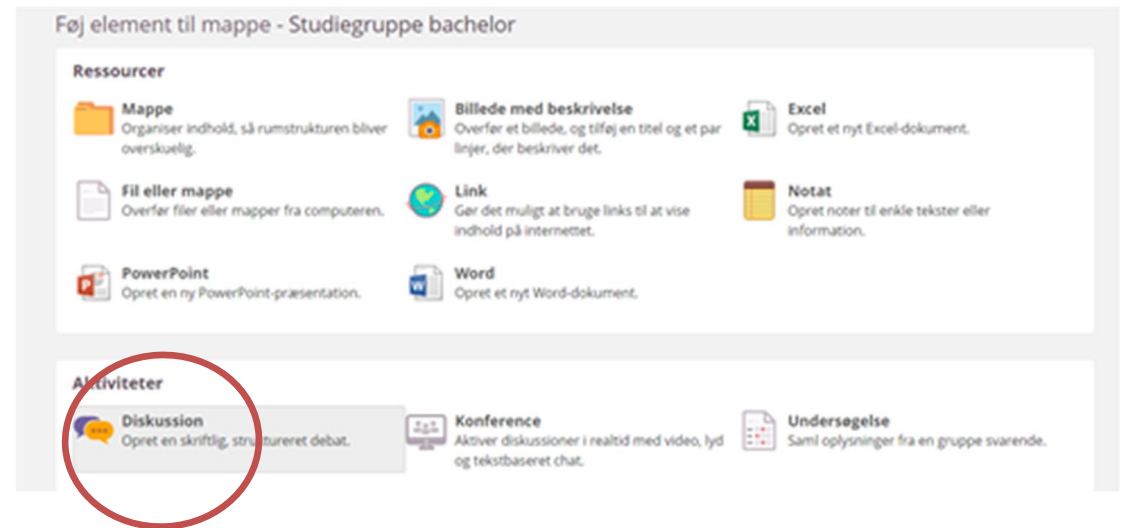 Føj element til mappe - Studiegruppe bachelor
Ressourcer
Mappe
Organiser indhold, så rumstrukturen bliver
overskuelig.
Billede med beskrivelse
Overfør et billede, og tilføj en titel og et par
linjer, der beskriver det.
Excel
Opret et nyt Excel-dokument.
Fil eller mappe
Overfør filer eller mapper fra computeren.
Link
Gør det muligt at bruge links til at vise
indhold på internettet.
Notat
Opret noter til enkle tekster eller
information.
PowerPoint
Opret en ny PowerPoint-præsentation.
Word
Opret et nyt Word-dokument.
Aktiviteter
Diskussion
Opret en skriftlig, struktureret debat.
Konference
Aktiver diskussioner i realtid med video, lyd
og tekstbaseret chat.
Undersøgelse
Saml oplysninger fra en gruppe svarende.